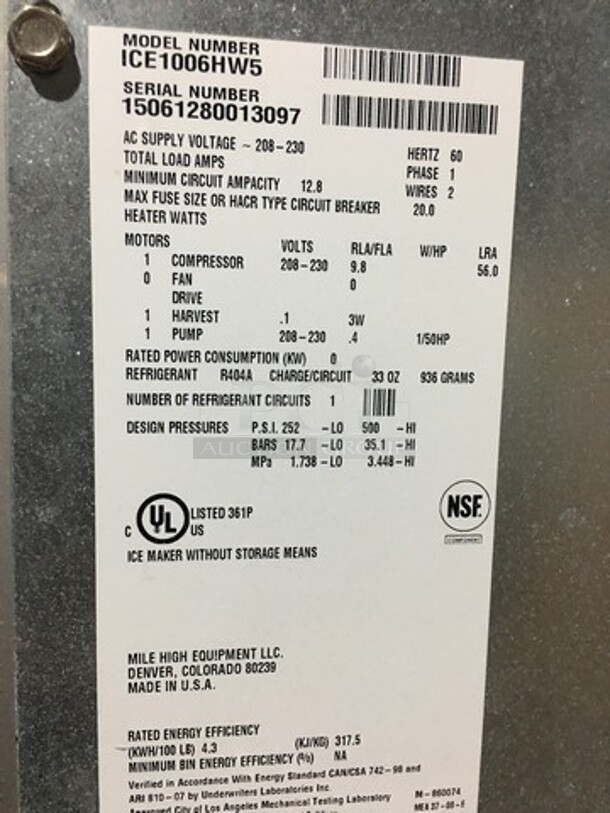 MODEL NUMBER
ICE1006HW5
SERIAL NUMBER
15061280013097
AC SUPPLY VOLTAGE ~ 208-230 HERTZ 60
TOTAL LOAD AMPS PHASE 1
MINIMUM CIRCUIT AMPACITY 12.8 WIRES 2
MAX FUSE SIZE OR HACR TYPE CIRCUIT BREAKER 20.0
HEATER WATTS
MOTORS VOLTS RLA/FLA W/HP LRA
1 COMPRESSOR 208-230 9.8 56.0
0 FAN 0
DRIVE
1 HARVEST .1 3W
1 PUMP 208-230 .4 1/50HP
RATED POWER CONSUMPTION (KW) 0
REFRIGERANT R404A CHARGE/CIRCUIT 33 OZ 936 GRAMS
NUMBER OF REFRIGERANT CIRCUITS 1
DESIGN PRESSURES P.S.I. 252 -LO 500 -HI
BARS 17.7 -LO 35.1 -HI
MPa 1.738-LO 3.448-HI
AUCTION GROUP
C UL US LISTED 361P
NSF.
COMPONENT
ICE MAKER WITHOUT STORAGE MEANS
MILE HIGH EQUIPMENT LLC.
DENVER, COLORADO 80239
MADE IN U.S.A.
RATED ENERGY EFFICIENCY
(KWH/100 LB) 4.3 (KJ/KG) 317.5
MINIMUM BIN ENERGY EFFICIENCY (%) NA
Verified in Accordance With Energy Standard CAN/CSA 742-98 and
ARI 810-07 by Underwriters Laboratories Inc.
Approved City of Los Angeles Mechanical Testing Laboratory M-860074
MEA 37-06-E